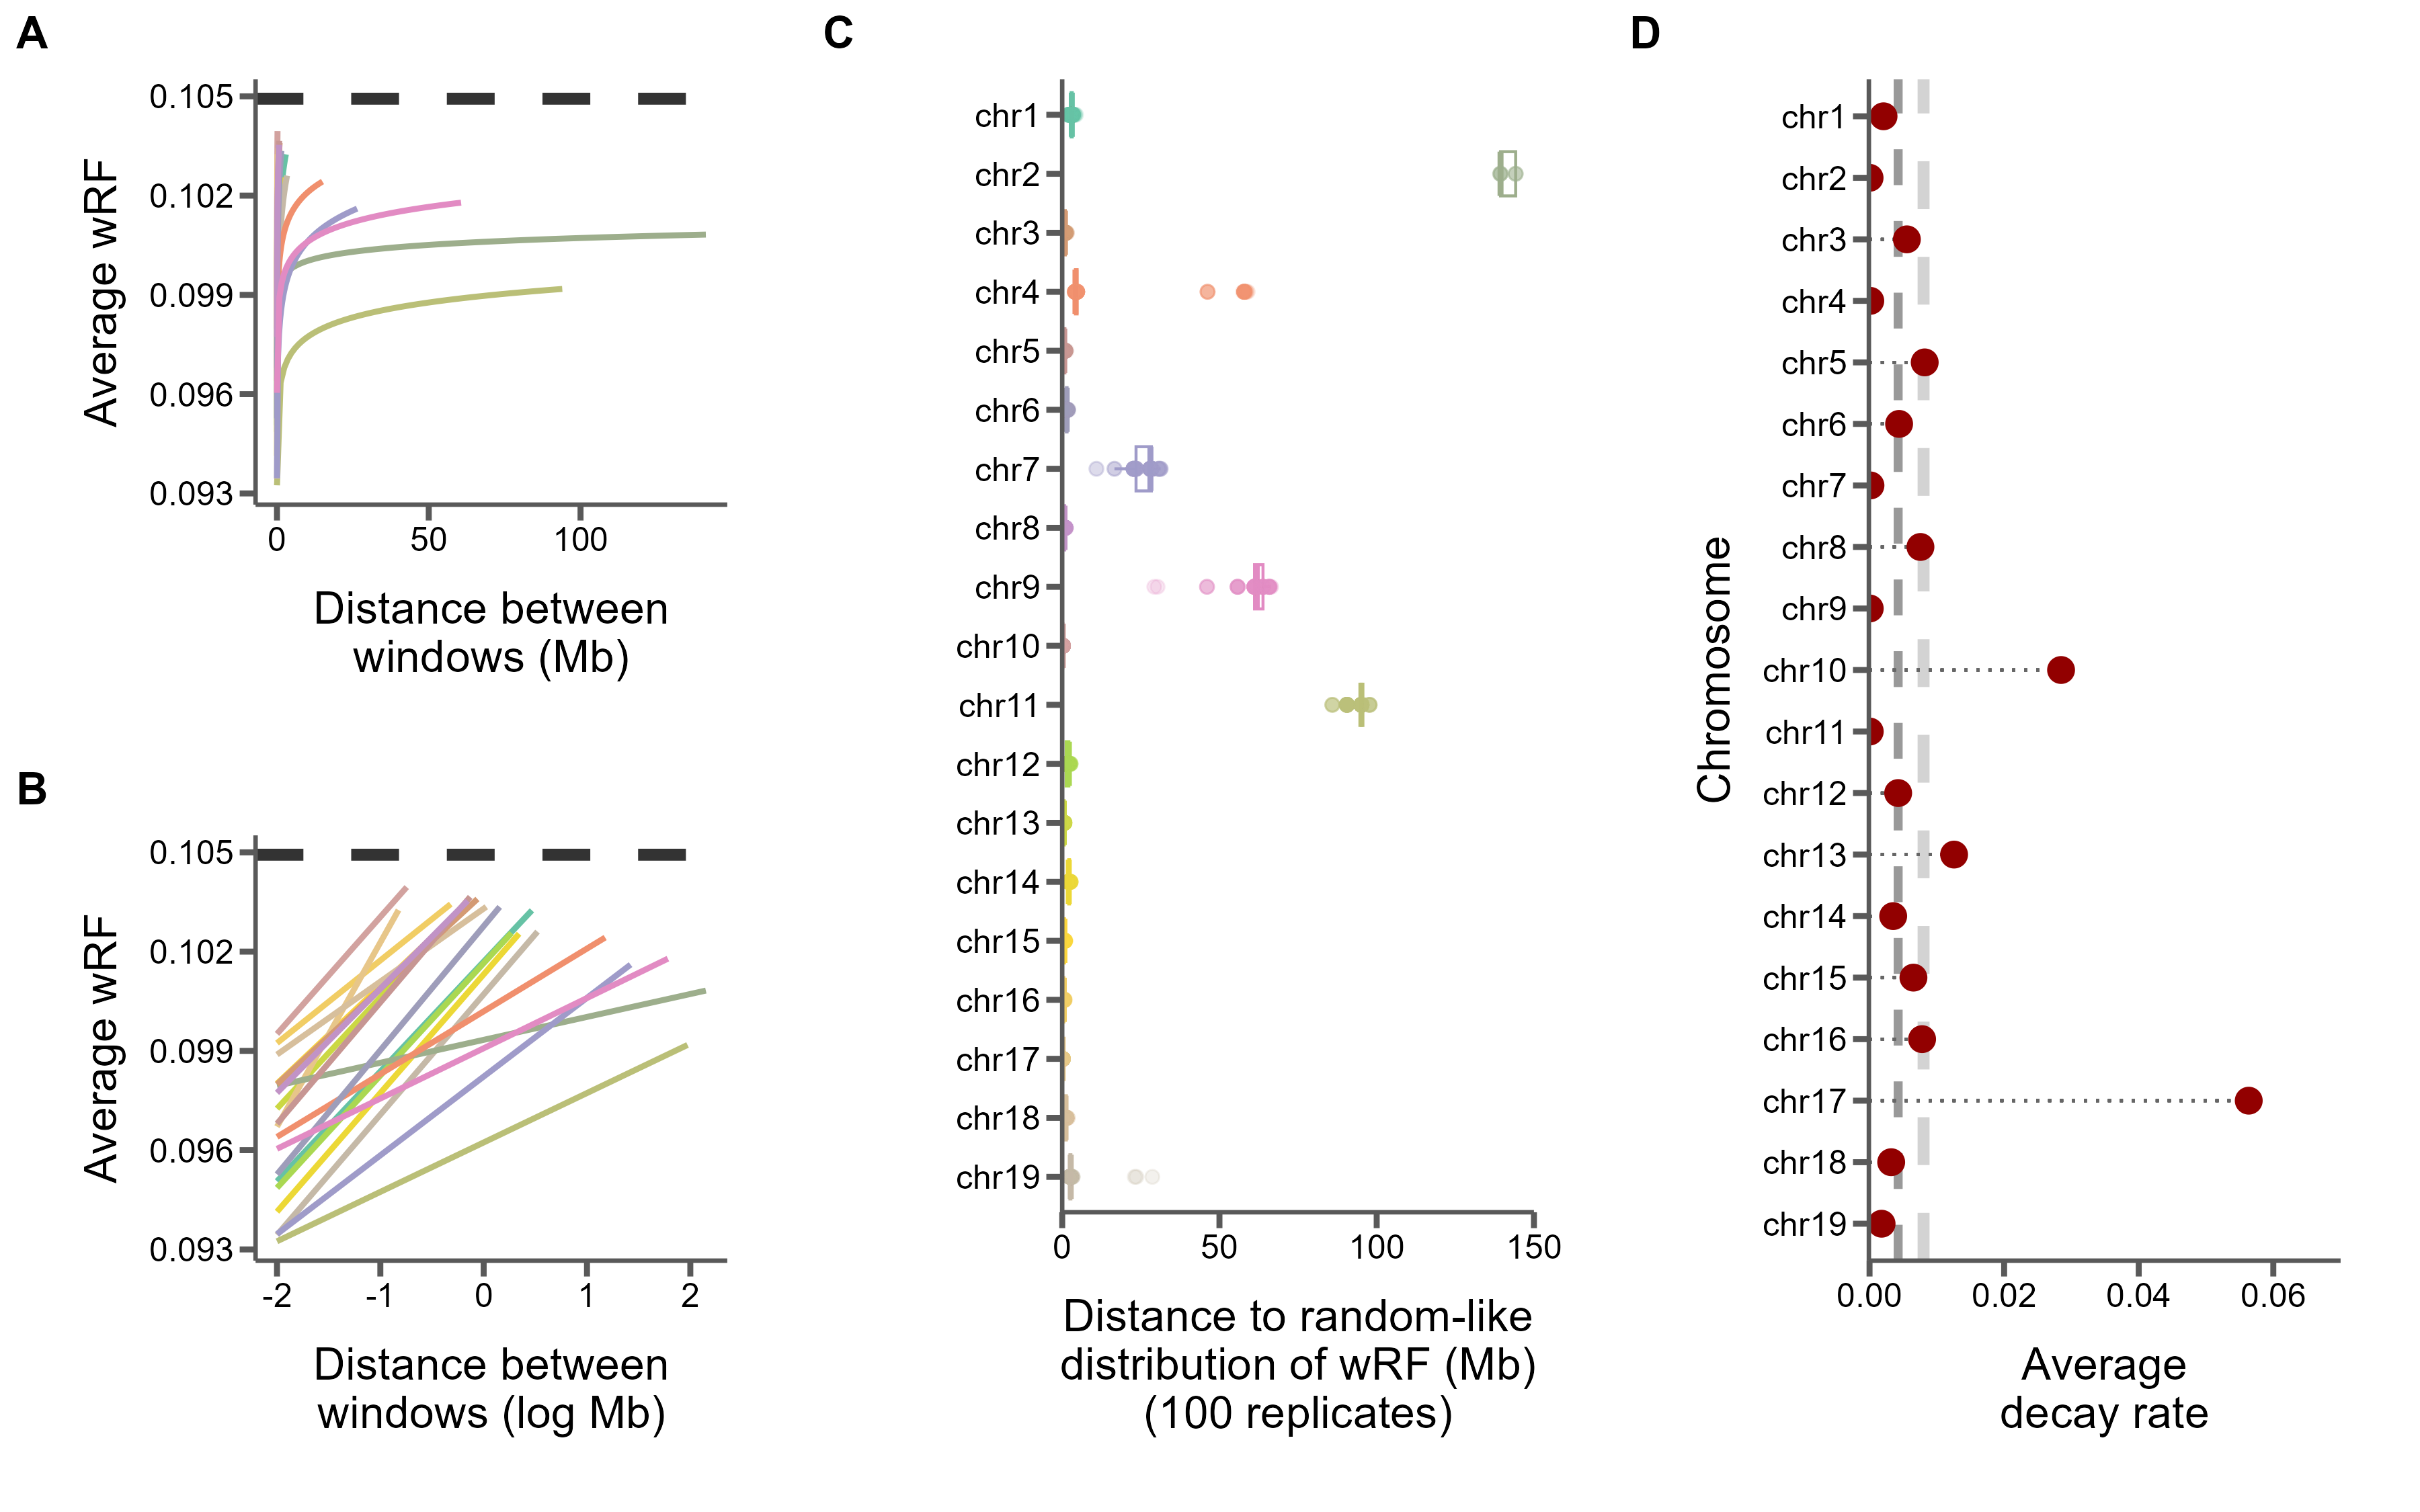 A
0.105
0.102
0.099
0.096
0.093
Average wRF
0
50
100
Distance between
windows (Mb)
B
0.105
0.102
0.099
0.096
0.093
Average wRF
-2
-1
0
1
2
Distance between
windows (log Mb)
C
chr1
chr2
chr3
chr4
chr5
chr6
chr7
chr8
chr9
chr10
chr11
chr12
chr13
chr14
chr15
chr16
chr17
chr18
chr19
0
50
100
150
Distance to random-like
distribution of wRF (Mb)
(100 replicates)
D
Chromosome
chr1
chr2
chr3
chr4
chr5
chr6
chr7
chr8
chr9
chr10
chr11
chr12
chr13
chr14
chr15
chr16
chr17
chr18
chr19
0.00
0.02
0.04
0.06
Average
decay rate